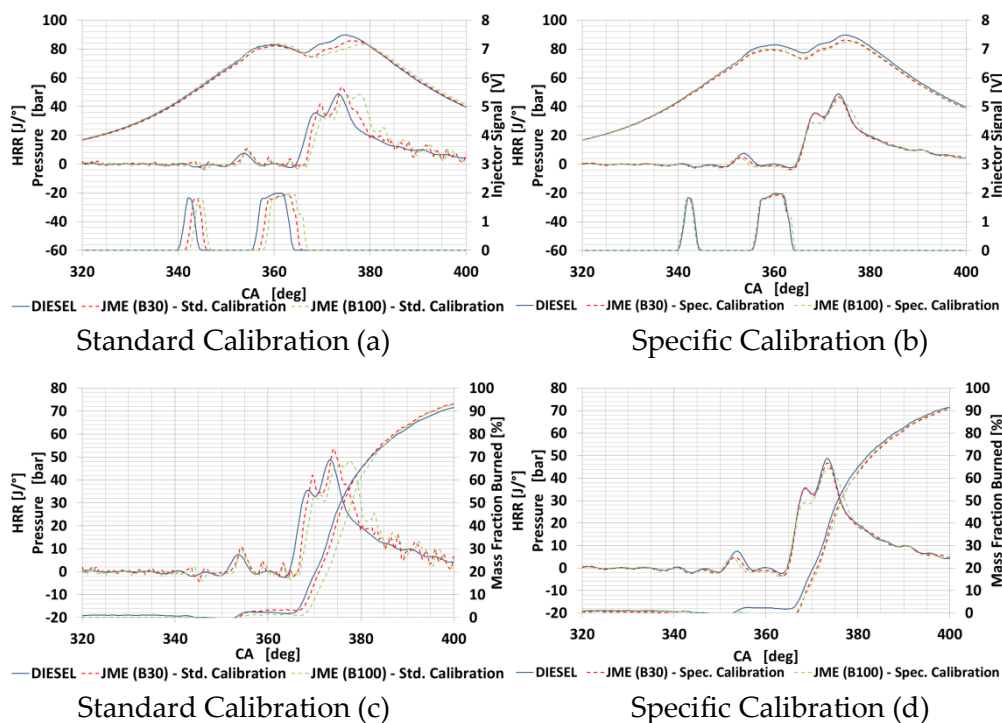 HRR [J/°]
Pressure [bar]
100
80
60
40
20
0
-20
-40
-60
8
7
6
5
4
3
2
1
0
Injector Signal [V]
320 340 360 380 400
CA [deg]
DIESEL JME (B30) - Std. Calibration JME (B100) - Std. Calibration
Standard Calibration (a)
HRR [J/°]
Pressure [bar]
100
80
60
40
20
0
-20
-40
-60
8
7
6
5
4
3
2
1
0
Injector Signal [V]
320 340 360 380 400
CA [deg]
DIESEL JME (B30) - Spec. Calibration JME (B100) - Spec. Calibration
Specific Calibration (b)
HRR [J/°]
Pressure [bar]
80
70
60
50
40
30
20
10
0
-10
-20
100
90
80
70
60
50
40
30
20
10
0
Mass Fraction Burned [%]
320 340 360 380 400
CA [deg]
DIESEL JME (B30) - Std. Calibration JME (B100) - Std. Calibration
Standard Calibration (c)
HRR [J/°]
Pressure [bar]
80
70
60
50
40
30
20
10
0
-10
-20
100
90
80
70
60
50
40
30
20
10
0
Mass Fraction Burned [%]
320 340 360 380 400
CA [deg]
DIESEL JME (B30) - Spec. Calibration JME (B100) - Spec. Calibration
Specific Calibration (d)